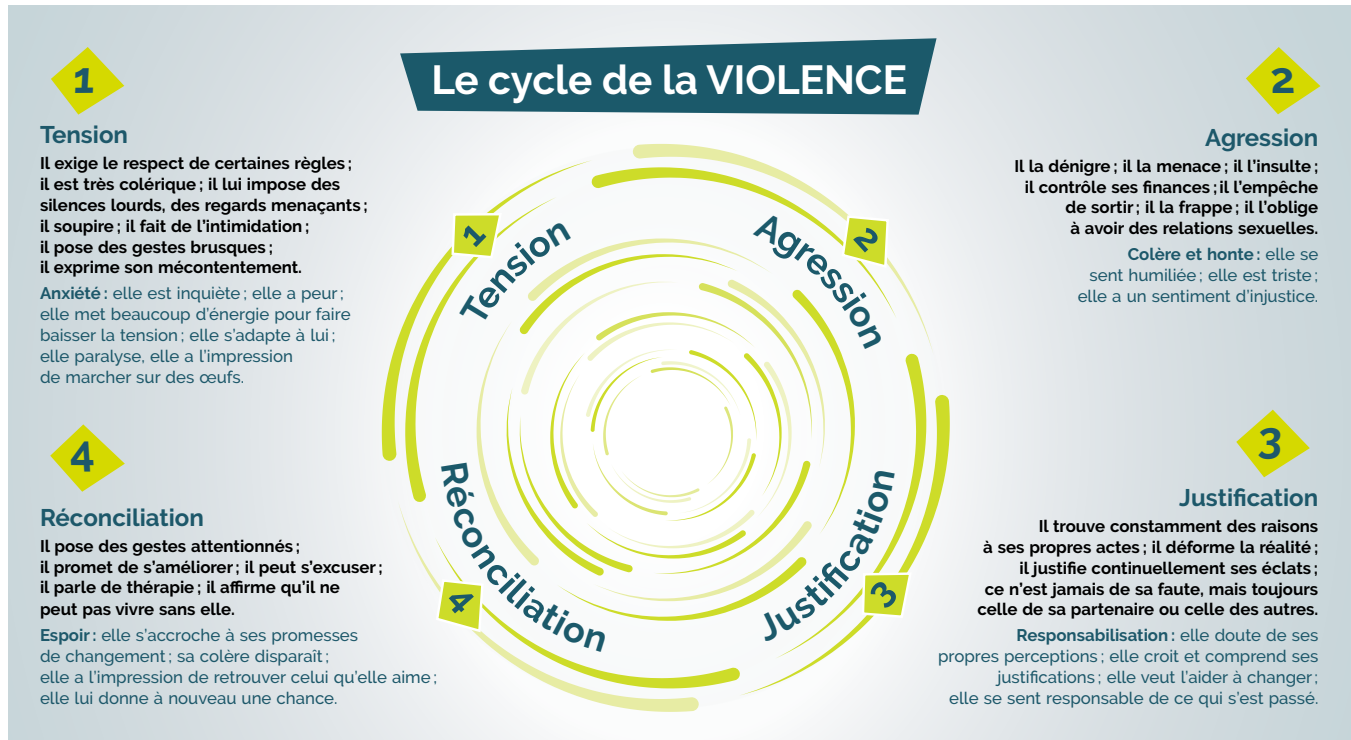 Le cycle de la VIOLENCE
1
Tension
Il exige le respect de certaines règles ;
il est très colérique ; il lui impose des
silences lourds, des regards menaçants ;
il soupire ; il fait de l'intimidation ;
il pose des gestes brusques ;
il exprime son mécontentement.
Anxiété : elle est inquiète ; elle a peur ;
elle met beaucoup d'énergie pour faire
baisser la tension ; elle s'adapte à lui ;
elle paralyse, elle a l'impression
de marcher sur des œufs.
2
Agression
Il la dénigre ; il la menace ; il l'insulte ;
il contrôle ses finances ; il l'empêche
de sortir ; il la frappe ; il l'oblige
à avoir des relations sexuelles.
Colère et honte : elle se
sent humiliée ; elle est triste ;
elle a un sentiment d'injustice.
1
Tension
2
Agression
3
Justification
4
Réconciliation
3
Justification
Il trouve constamment des raisons
à ses propres actes ; il déforme la réalité ;
il justifie continuellement ses éclats ;
ce n'est jamais de sa faute, mais toujours
celle de sa partenaire ou celle des autres.
Responsabilisation : elle doute de ses
propres perceptions ; elle croit et comprend ses
justifications ; elle veut l'aider à changer ;
elle se sent responsable de ce qui s'est passé.
4
Réconciliation
Il pose des gestes attentionnés ;
il promet de s'améliorer ; il peut s'excuser ;
il parle de thérapie ; il affirme qu'il ne
peut pas vivre sans elle.
Espoir : elle s'accroche à ses promesses
de changement ; sa colère disparaît ;
elle a l'impression de retrouver celui qu'elle aime ;
elle lui donne à nouveau une chance.